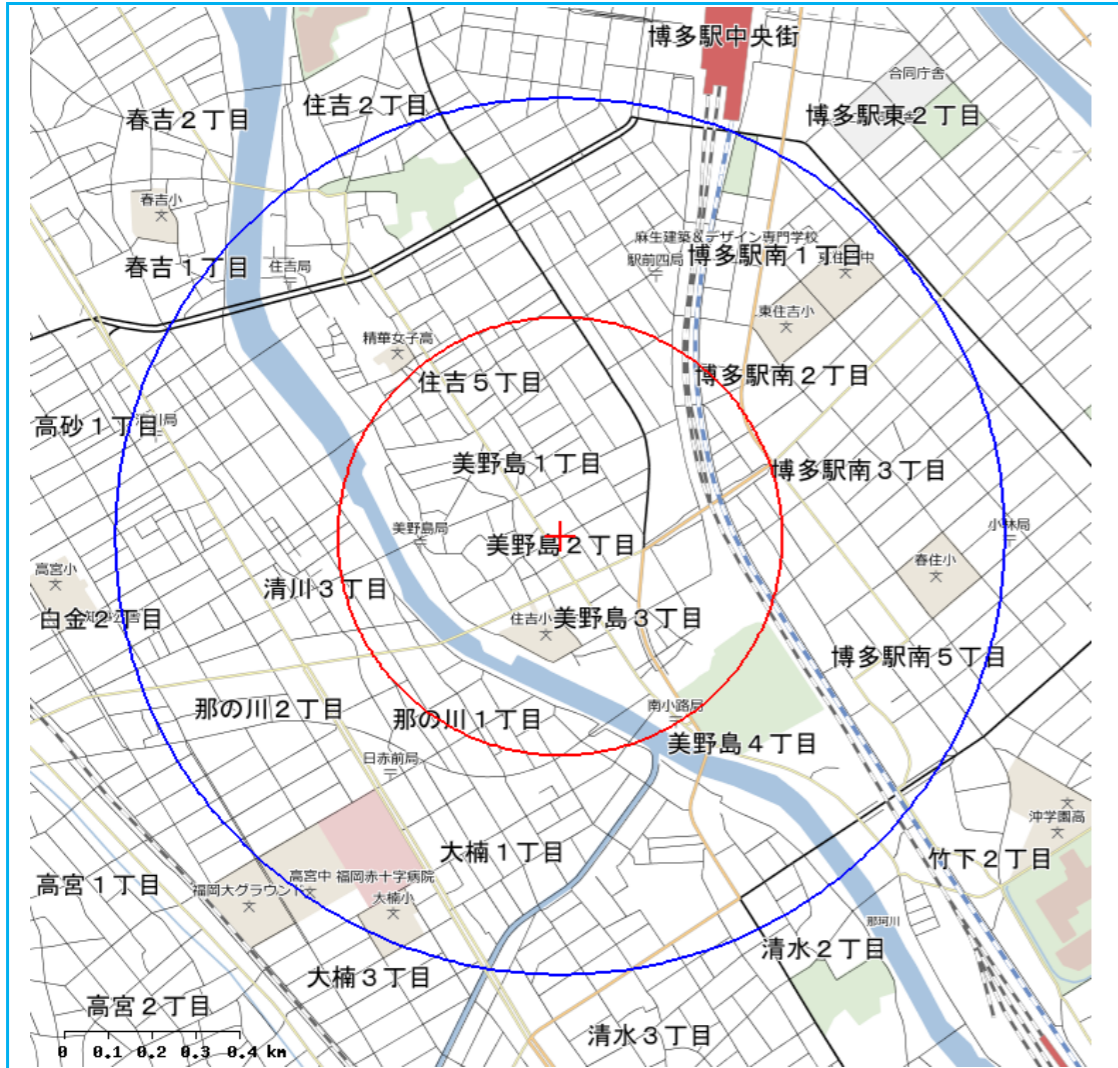 博多駅中央街
合同庁舎
住吉２丁目
春吉２丁目
博多駅東２丁目
春吉小
麻生建築＆デザイン専門学校
博多駅南１丁目
駅前四局
春吉１丁目
住吉局
東住吉小
精華女子高
住吉５丁目
博多駅南２丁目
高砂１丁目
美野島１丁目
博多駅南３丁目
美野島局
美野島２丁目
小林局
春住小
高宮小
清川３丁目
白金２丁目
住吉小
美野島３丁目
博多駅南５丁目
那の川２丁目
那の川１丁目
南小路局
美野島４丁目
日赤前局
沖学園高
大楠１丁目
竹下２丁目
高宮１丁目
高宮中
福岡赤十字病院
福岡大グラウンド
大楠小
那珂川
清水２丁目
大楠３丁目
高宮２丁目
清水３丁目
0 0.1 0.2 0.3 0.4 km